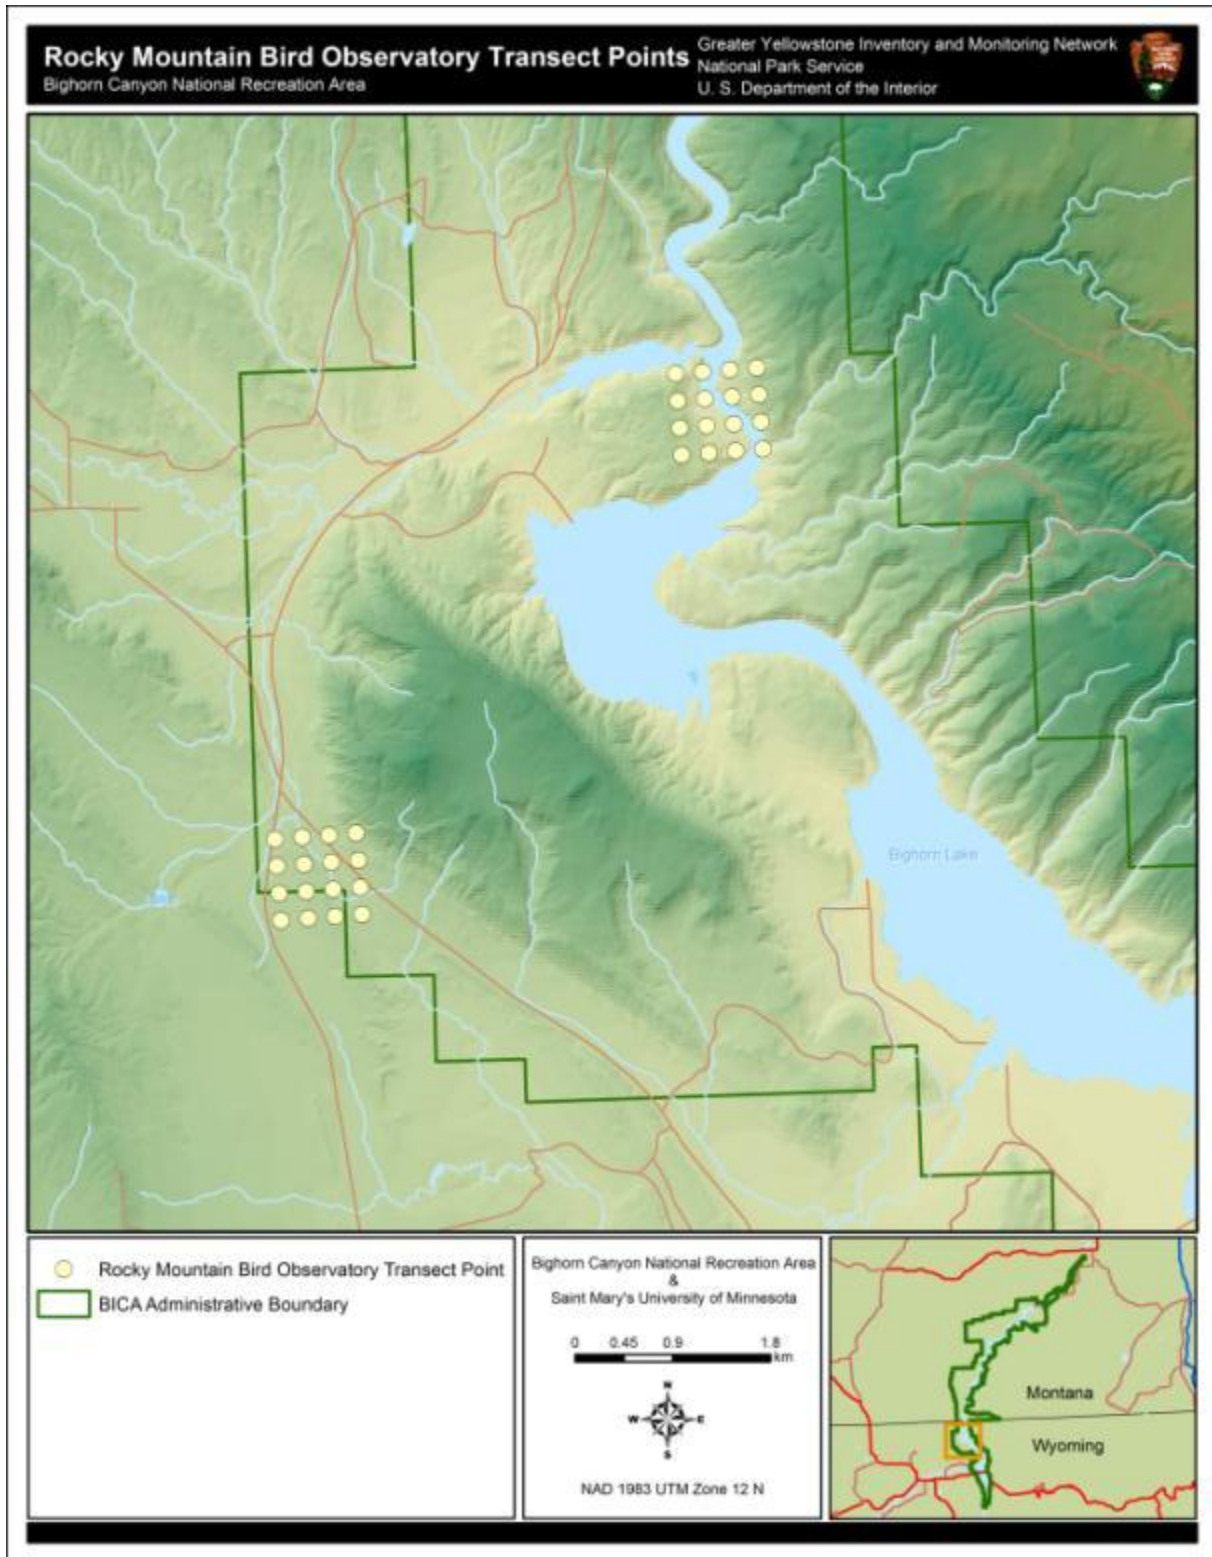 Rocky Mountain Bird Observatory Transect Points
Bighorn Canyon National Recreation Area
Greater Yellowstone Inventory and Monitoring Network
National Park Service
U. S. Department of the Interior
Bighorn Lake
Rocky Mountain Bird Observatory Transect Point
BICA Administrative Boundary
Bighorn Canyon National Recreation Area
&
Saint Mary's University of Minnesota
0 0.45 0.9 1.8
km
N
W E
S
NAD 1983 UTM Zone 12 N
Montana
Wyoming